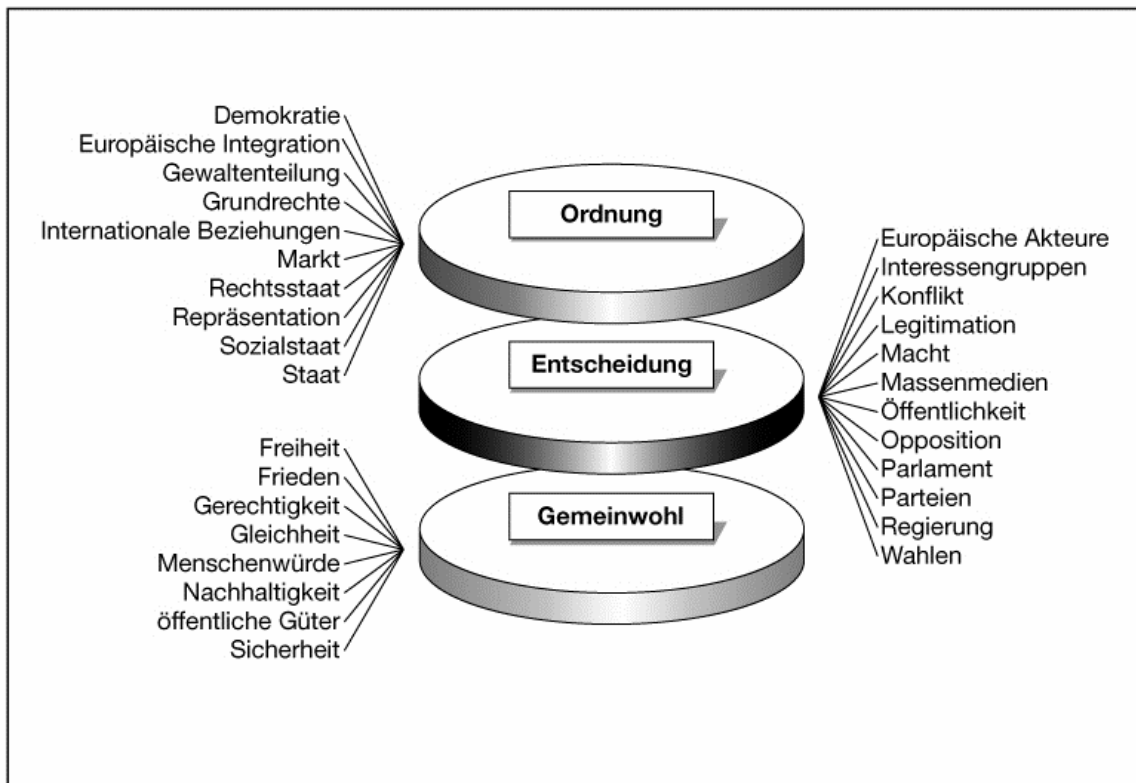 Demokratie
Europäische Integration
Gewaltenteilung
Grundrechte
Internationale Beziehungen
Markt
Rechtsstaat
Repräsentation
Sozialstaat
Staat
Ordnung
Entscheidung
Europäische Akteure
Interessengruppen
Konflikt
Legitimation
Macht
Massenmedien
Öffentlichkeit
Opposition
Parlament
Parteien
Regierung
Wahlen
Freiheit
Frieden
Gerechtigkeit
Gleichheit
Menschenwürde
Nachhaltigkeit
öffentliche Güter
Sicherheit
Gemeinwohl